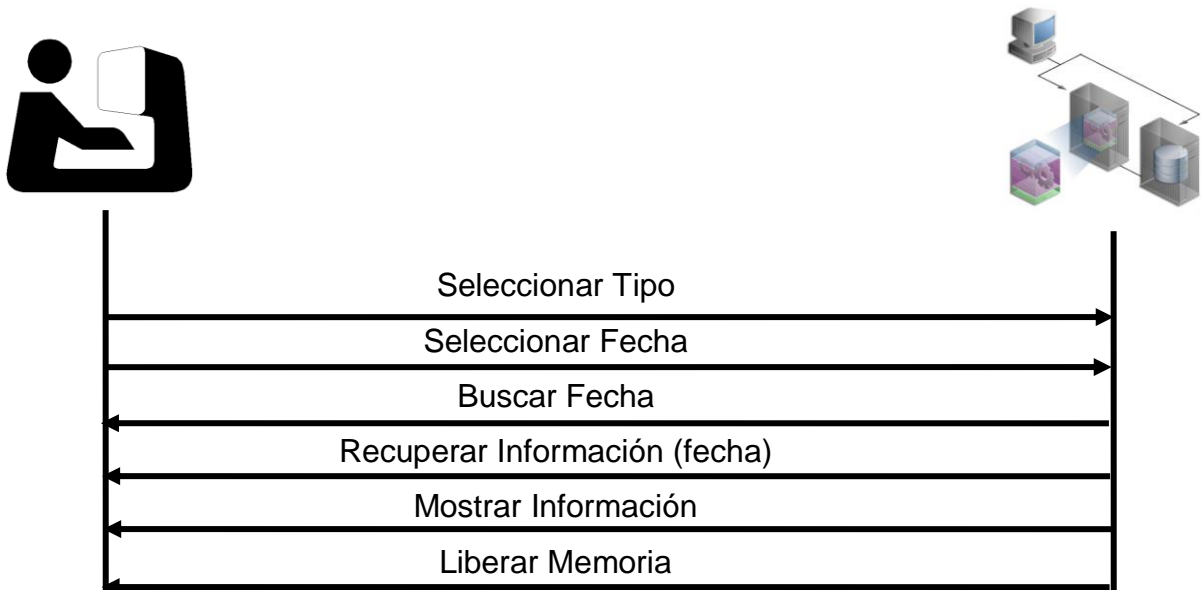 Seleccionar Tipo
Seleccionar Fecha
Buscar Fecha
Recuperar Información (fecha)
Mostrar Información
Liberar Memoria